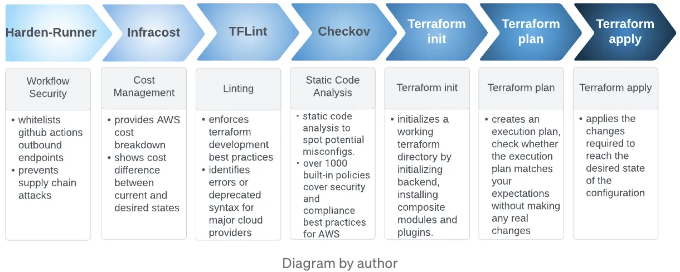 Harden-Runner
Infracost
TFLint
Checkov
Terraform
init
Terraform
plan
Terraform
apply
Workflow
Security
• whitelists
github actions
outbound
endpoints
• prevents
supply chain
attacks
Cost
Management
• provides AWS
cost
breakdown
• shows cost
difference
between
current and
desired states
Linting
• enforces
terraform
development
best practices
• identifies
errors or
deprecated
syntax for
major cloud
providers
Static Code
Analysis
• static code
analysis to
spot potential
misconfigs.
• over 1000
built-in policies
cover security
and
compliance
best practices
for AWS
Terraform init
• initializes a
working
terraform
directory by
initializing
backend,
installing
composite
modules and
plugins.
Terraform plan
• creates an
execution plan,
check whether
the execution
plan matches
your
expectations
without making
any real
changes
Terraform apply
• applies the
changes
required to
reach the
desired state
of the
configuration
Diagram by author